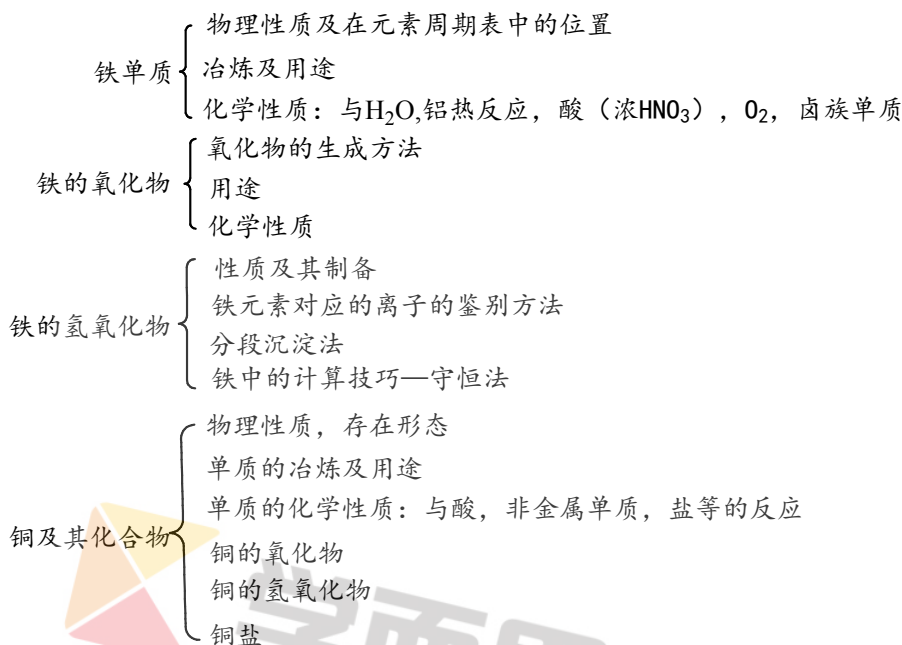 铁单质
物理性质及在元素周期表中的位置
冶炼及用途
化学性质：与H₂O,铝热反应，酸（浓HNO₃），O₂，卤族单质
铁的氧化物
氧化物的生成方法
用途
化学性质
铁的氢氧化物
性质及其制备
铁元素对应的离子的鉴别方法
分段沉淀法
铁中的计算技巧—守恒法
铜及其化合物
物理性质，存在形态
单质的冶炼及用途
单质的化学性质：与酸，非金属单质，盐等的反应
铜的氧化物
铜的氢氧化物
铜盐